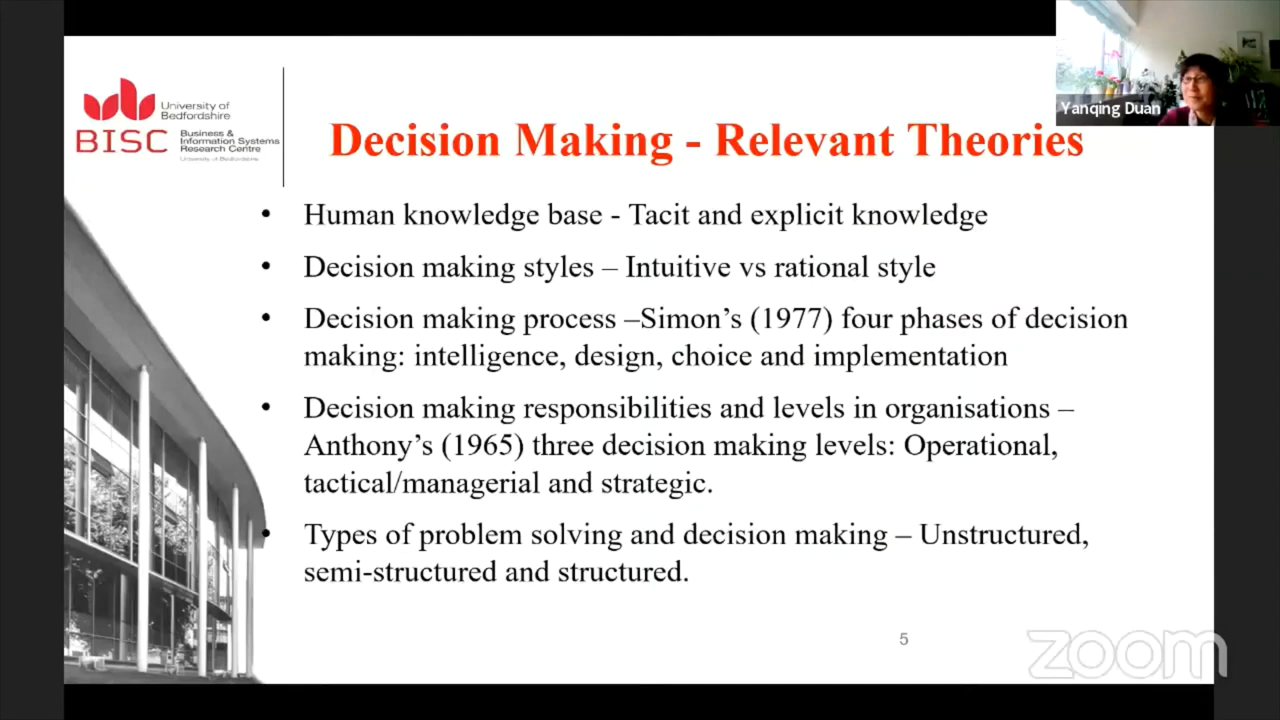 University of
Bedfordshire
BISC
Business &
Information Systems
Research Centre
University of Bedfordshire
Yanqing Duan
Decision Making - Relevant Theories
• Human knowledge base - Tacit and explicit knowledge
• Decision making styles – Intuitive vs rational style
• Decision making process –Simon’s (1977) four phases of decision
making: intelligence, design, choice and implementation
• Decision making responsibilities and levels in organisations –
Anthony’s (1965) three decision making levels: Operational,
tactical/managerial and strategic.
• Types of problem solving and decision making – Unstructured,
semi-structured and structured.
5
zoom